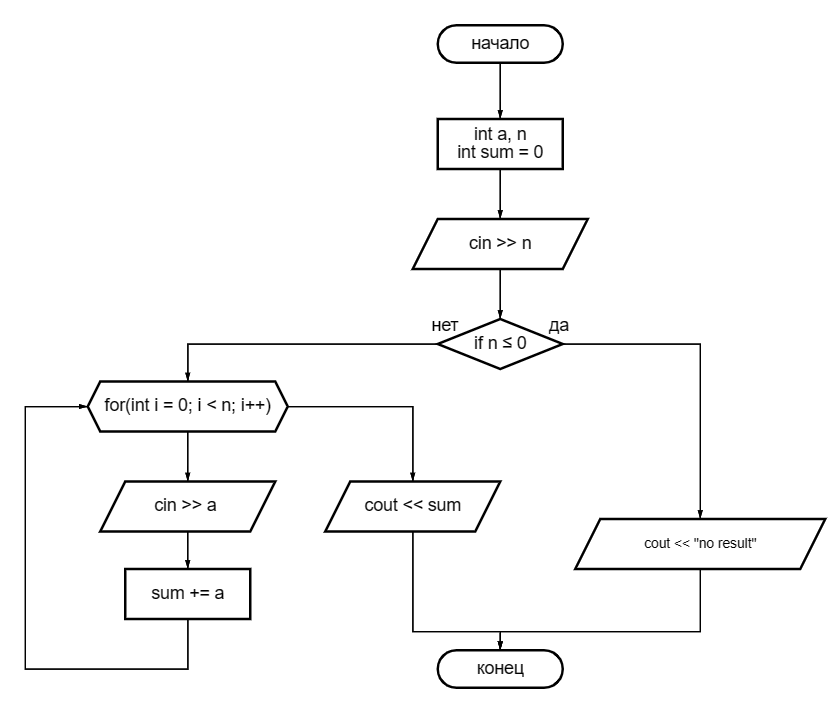 начало
int a, n
int sum = 0
cin >> n
нет
да
if n ≤ 0
for(int i = 0; i < n; i++)
cin >> a
cout << sum
cout << "no result"
sum += a
конец